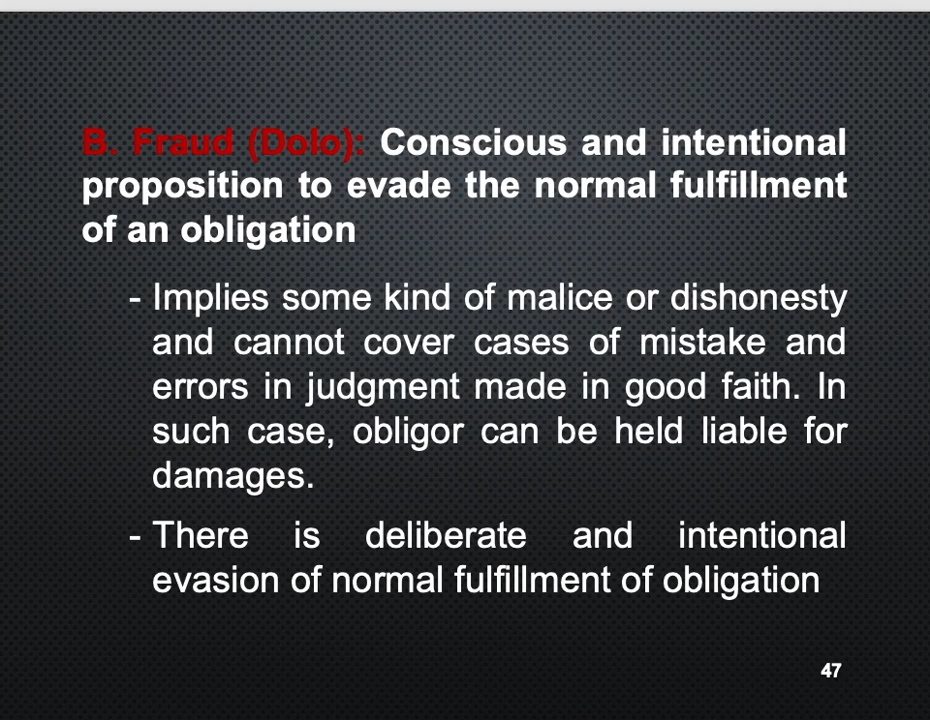 B. Fraud (Dolo): Conscious and intentional
proposition to evade the normal fulfillment
of an obligation
- Implies some kind of malice or dishonesty
and cannot cover cases of mistake and
errors in judgment made in good faith. In
such case, obligor can be held liable for
damages.
- There is deliberate and intentional
evasion of normal fulfillment of obligation
47